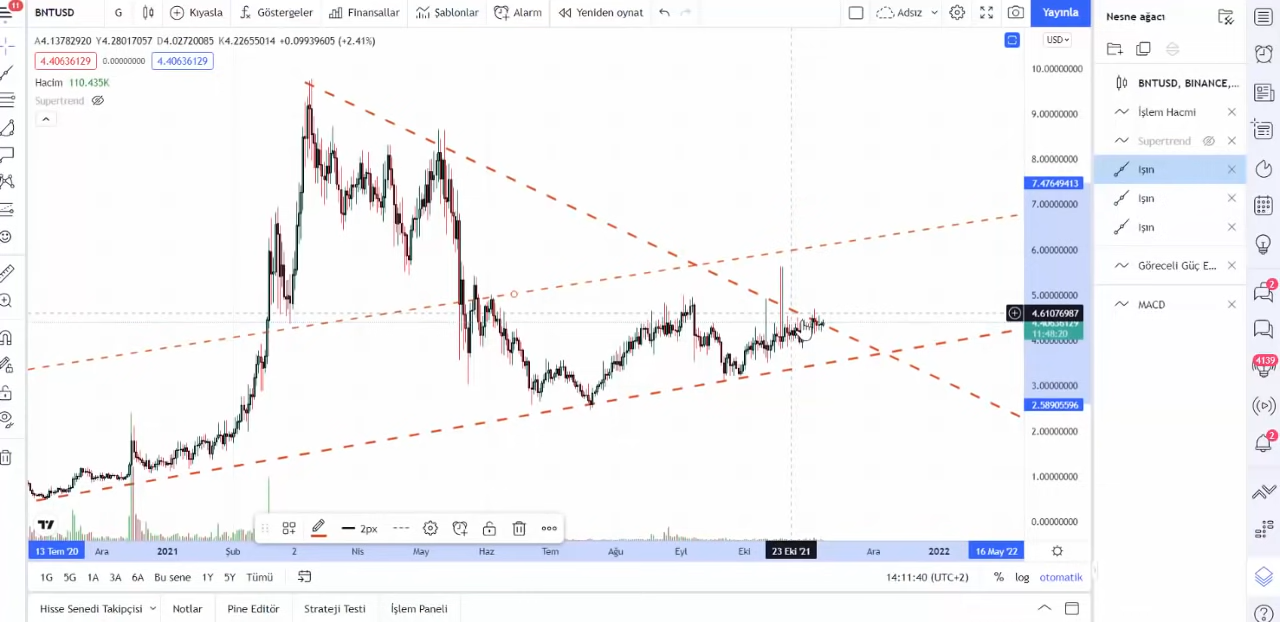 11
BNTUSD G Kıyasla Göstergeler Finansallar Şablonlar Alarm Yeniden oynat Adsız Yayınla Nesne ağacı
A4.13782920 Y4.28017057 D4.02720085 K4.22655014 +0.09939605 (+2.41%) USD
4.40636129 0.00000000 4.40636129
Hacim 110.435K
Supertrend
10.00000000
9.00000000
8.00000000
7.47649413
7.00000000
6.00000000
5.00000000
4.61076987
4.40636129
11:48:20
4.00000000
3.00000000
2.58905596
2.00000000
1.00000000
0.00000000
BNTUSD, BINANCE,...
İşlem Hacmi
Supertrend
Işın
Işın
Işın
Göreceli Güç E...
MACD
2
4139
2
2px
13 Tem '20 Ara 2021 Şub 2 Nis May Haz Tem Ağu Eyl Eki 23 Eki '21 Ara 2022 16 May '22
1G 5G 1A 3A 6A Bu sene 1Y 5Y Tümü 14:11:40 (UTC+2) % log otomatik
Hisse Senedi Takipçisi Notlar Pine Editör Strateji Testi İşlem Paneli